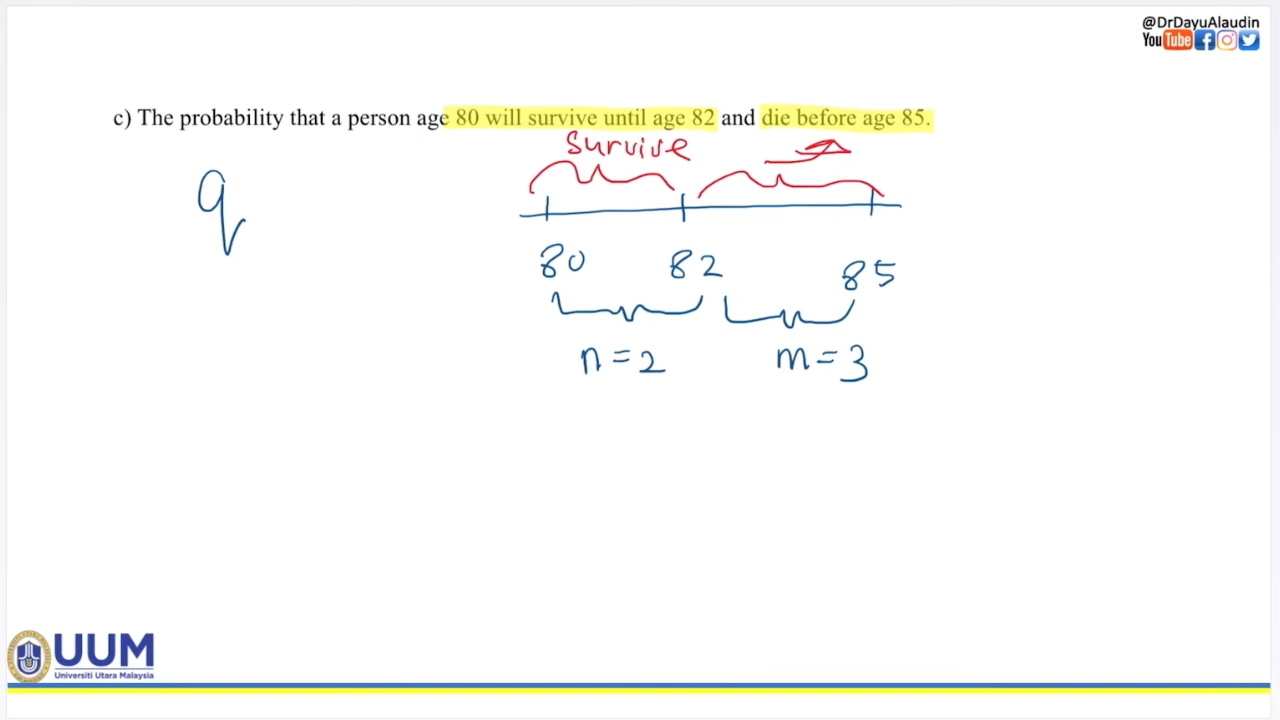 @DrDayuAlaudin
YouTube
c) The probability that a person age 80 will survive until age 82 and die before age 85.
Survive
q
80 82 85
n = 2 m = 3
UUM
Universiti Utara Malaysia